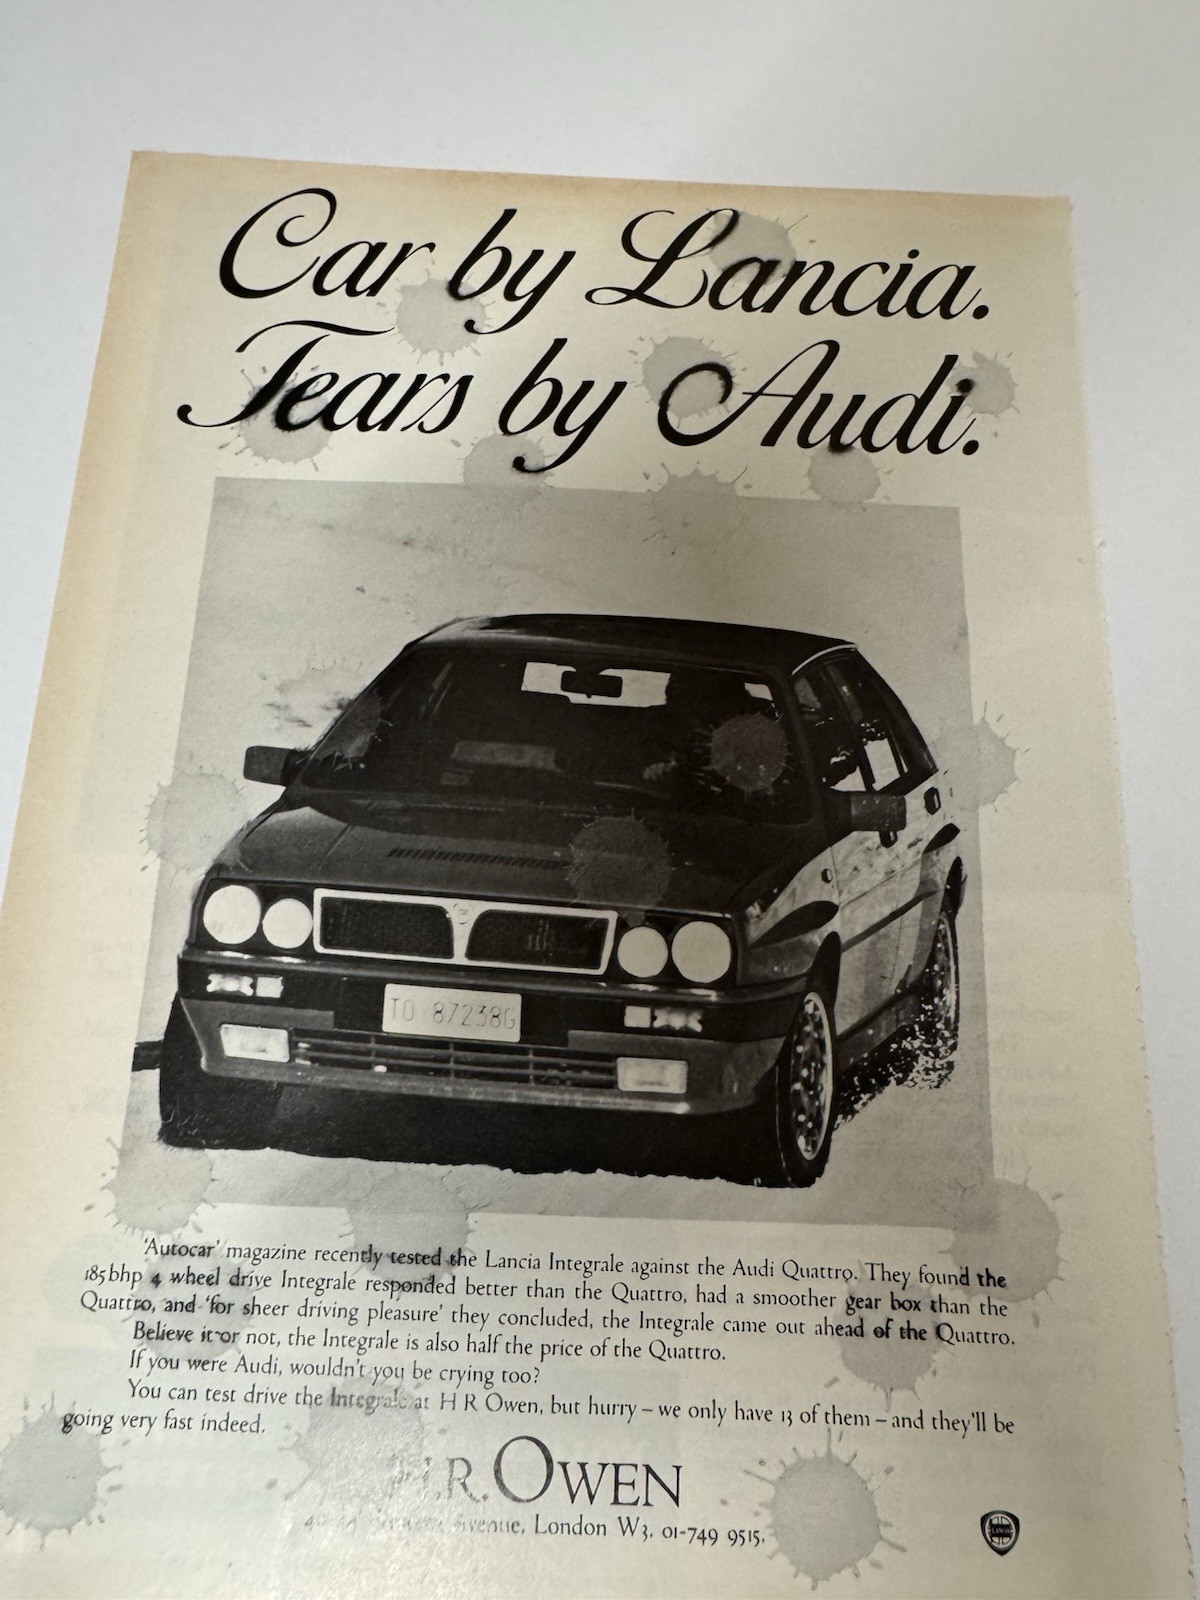 Car by Lancia.
Tears by Audi.
TO 87238G
'Autocar' magazine recently tested the Lancia Integrale against the Audi Quattro. They found the
185bhp 4 wheel drive Integrale responded better than the Quattro, had a smoother gear box than the
Quattro, and 'for sheer driving pleasure' they concluded, the Integrale came out ahead of the Quattro.
Believe it or not, the Integrale is also half the price of the Quattro.
If you were Audi, wouldn't you be crying too?
You can test drive the Integrale at H R Owen, but hurry – we only have 13 of them – and they'll be
going very fast indeed.
H.R. OWEN
Avenue, London W3. 01-749 9515.
LANCIA